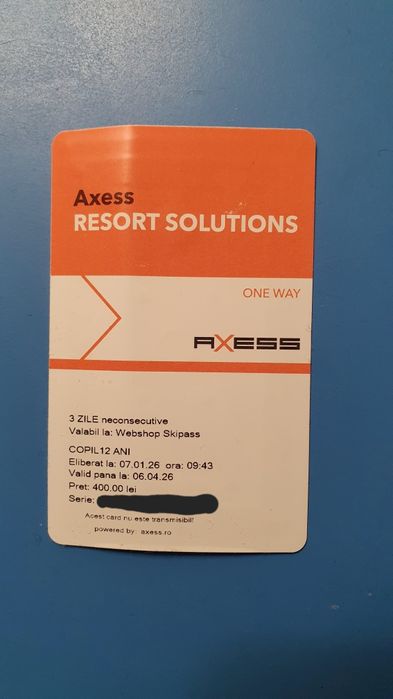 Axess
RESORT SOLUTIONS
ONE WAY
AXESS
3 ZILE neconsecutive
Valabil la: Webshop Skipass
COPIL12 ANI
Eliberat la: 07.01.26 ora: 09:43
Valid pana la: 06.04.26
Pret: 400.00 lei
Serie:
Acest card nu este transmisibil!
powered by: axess.ro